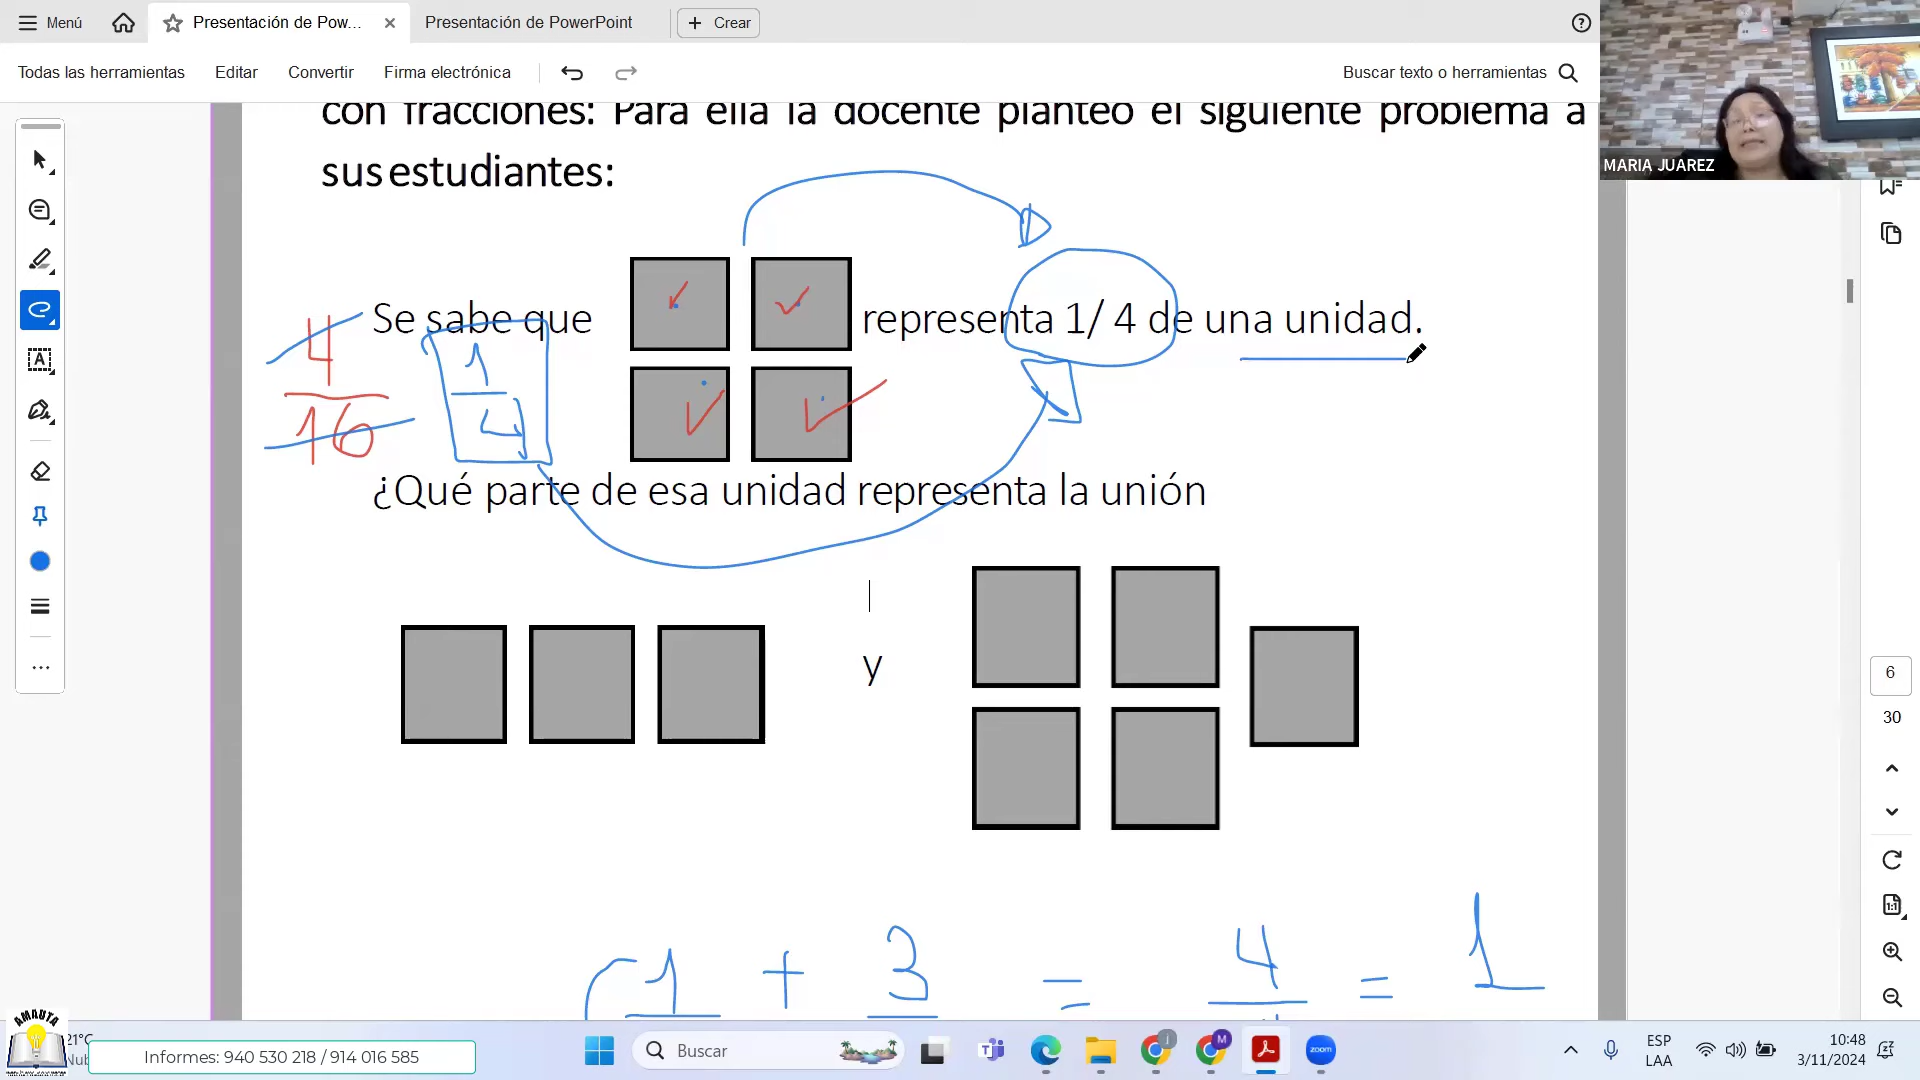 Menú
Presentación de Pow...
Presentación de PowerPoint
Crear
Todas las herramientas
Editar
Convertir
Firma electrónica
Buscar texto o herramientas
MARIA JUAREZ
con fracciones: Para ella la docente planteó el siguiente problema a
sus estudiantes:
Se sabe que
representa 1/ 4 de una unidad.
4
16
1
4
¿Qué parte de esa unidad representa la unión
y
1 + 3 = 4 = 1
6
30
AMAUTA
21°C
Informes: 940 530 218 / 914 016 585
Buscar
zoom
ESP
LAA
10:48
3/11/2024